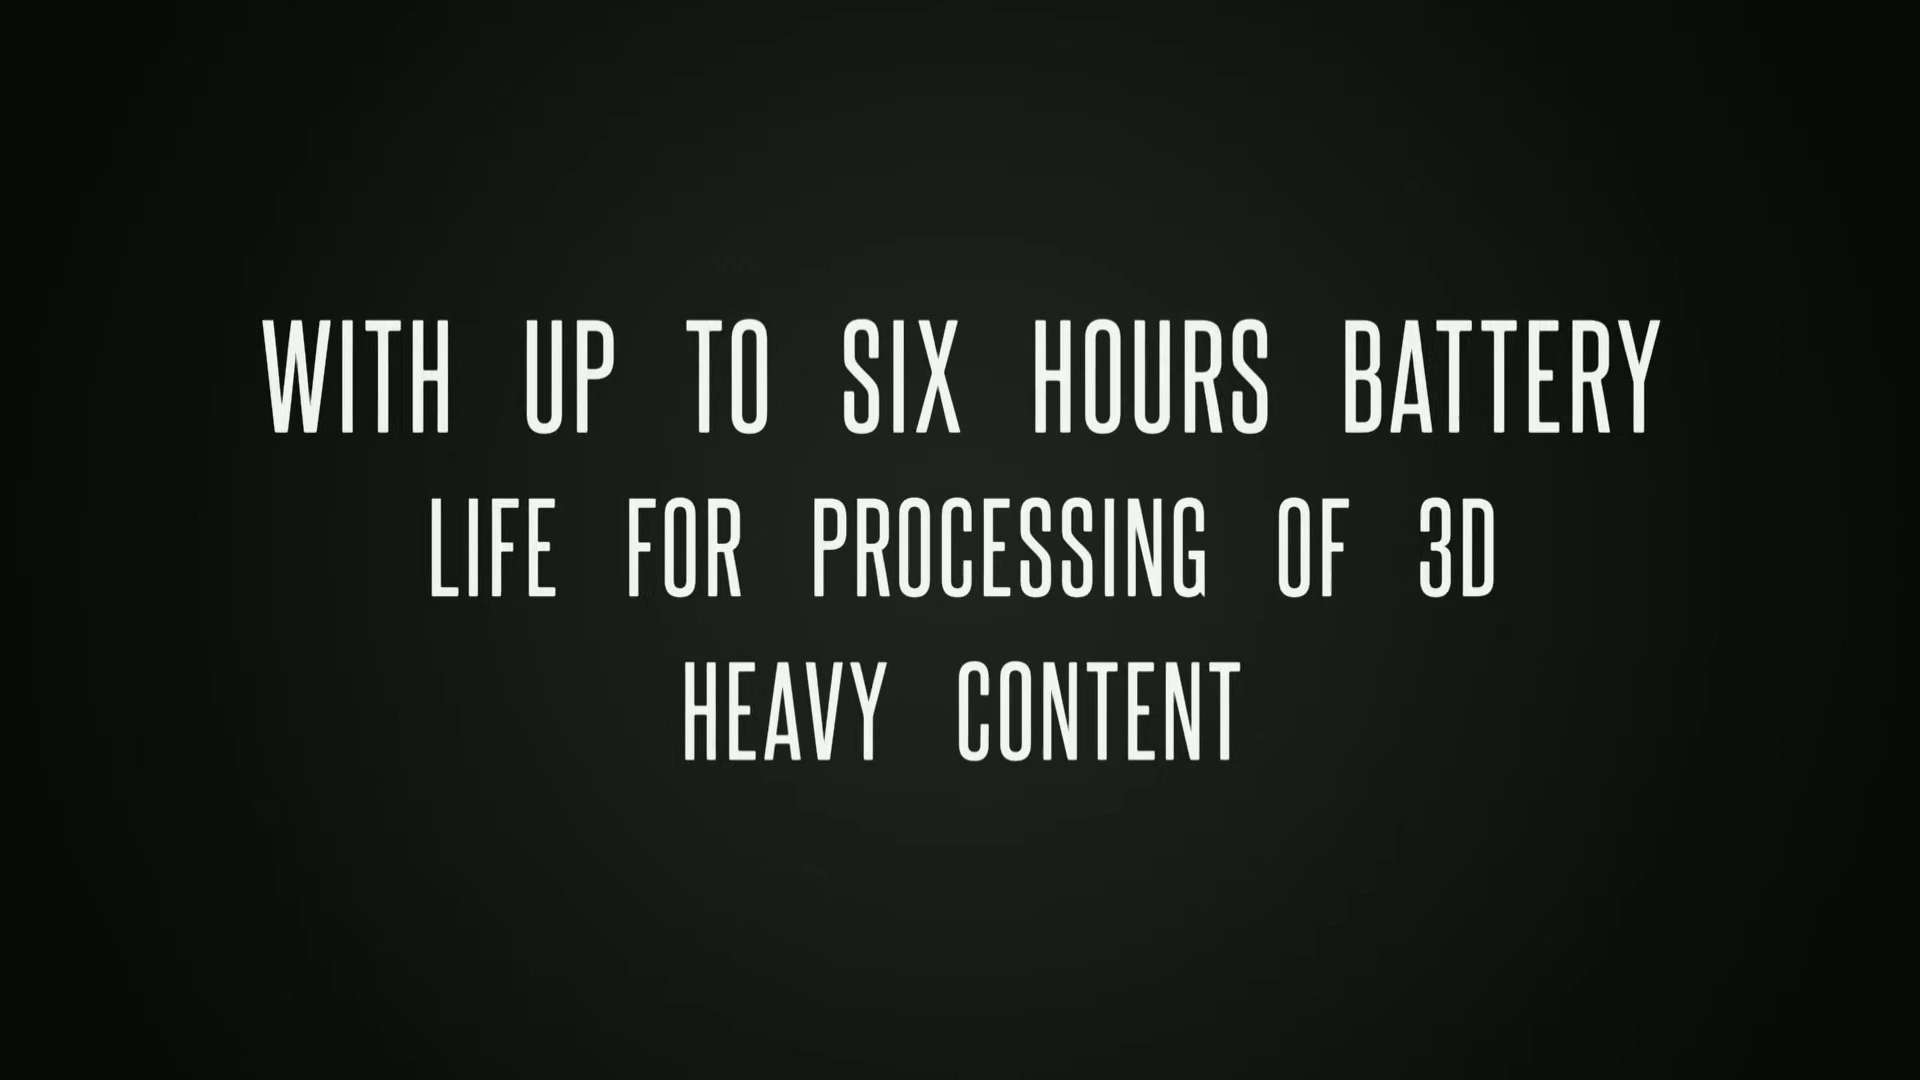 WITH UP TO SIX HOURS BATTERY
LIFE FOR PROCESSING OF 3D
HEAVY CONTENT